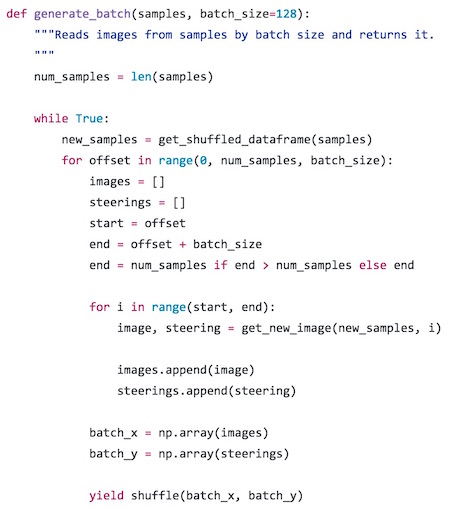 def generate_batch(samples, batch_size=128):
    """Reads images from samples by batch size and returns it.
    """
    num_samples = len(samples)

    while True:
        new_samples = get_shuffled_dataframe(samples)
        for offset in range(0, num_samples, batch_size):
            images = []
            steerings = []
            start = offset
            end = offset + batch_size
            end = num_samples if end > num_samples else end

            for i in range(start, end):
                image, steering = get_new_image(new_samples, i)

                images.append(image)
                steerings.append(steering)

            batch_x = np.array(images)
            batch_y = np.array(steerings)

            yield shuffle(batch_x, batch_y)